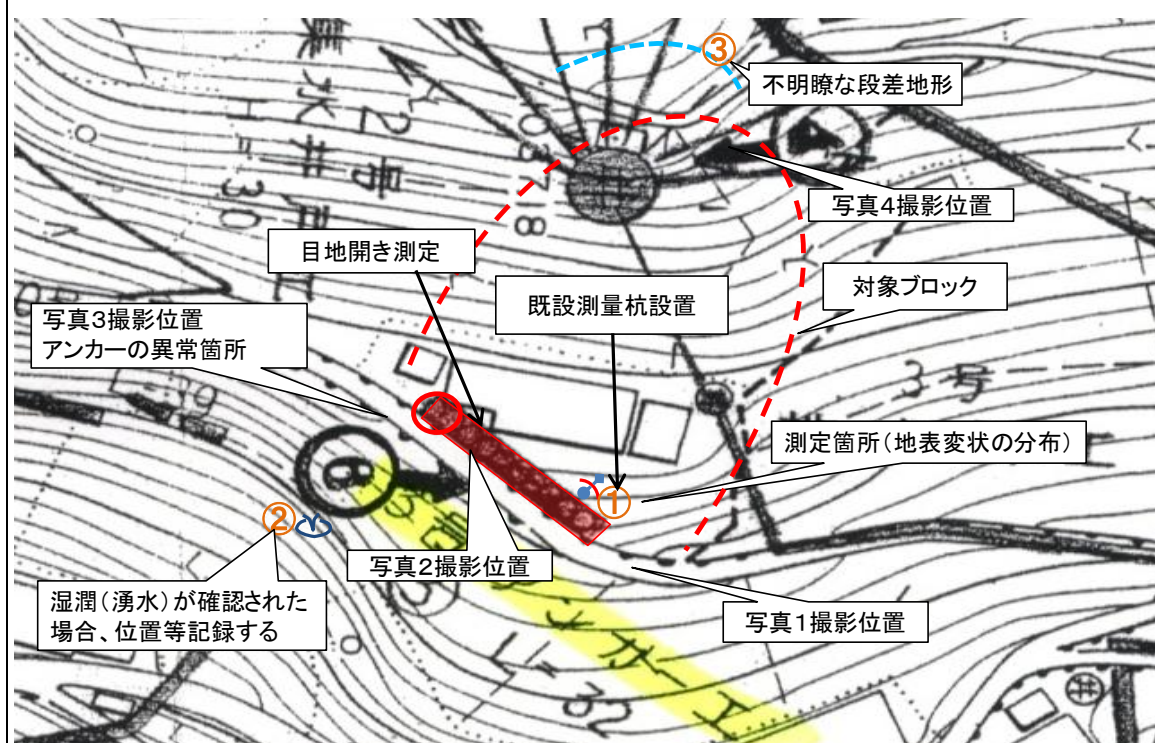 ③
不明瞭な段差地形
写真4撮影位置
目地開き測定
対象ブロック
既設測量杭設置
写真3撮影位置
アンカーの異常箇所
3号
測定箇所(地表変状の分布)
①
②
写真2撮影位置
湿潤(湧水)が確認された
場合、位置等記録する
写真1撮影位置